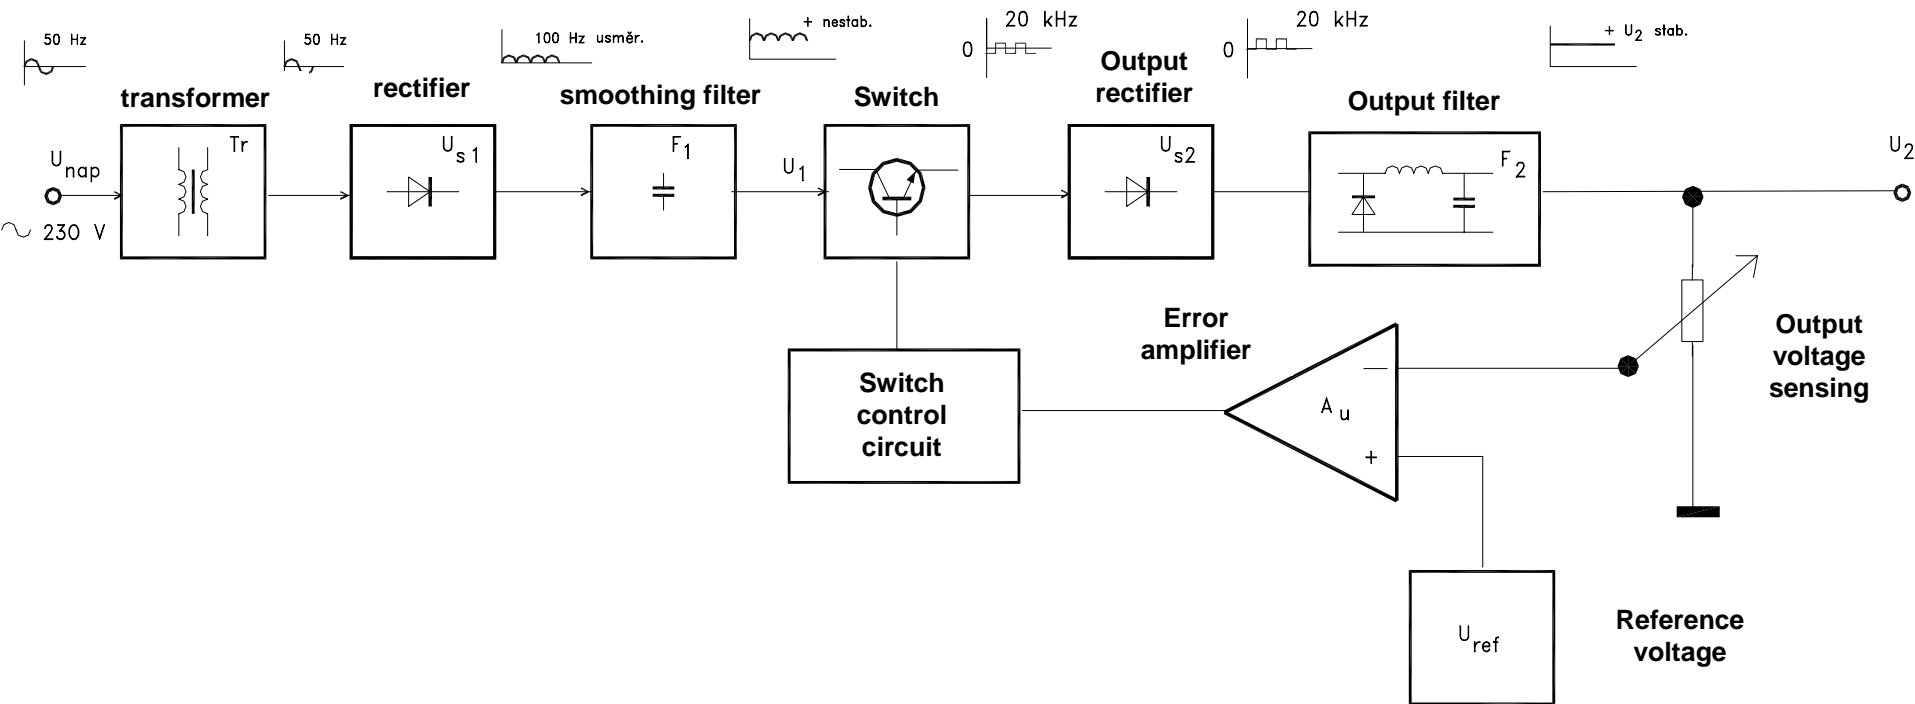 50 Hz
50 Hz
100 Hz usměr.
+ nestab.
0
20 kHz
0
20 kHz
+ U2 stab.
transformer
rectifier
smoothing filter
Switch
Output
rectifier
Output filter
Unap
230 V
Tr
Us1
F1
U1
Us2
F2
U2
Switch
control
circuit
Error
amplifier
Au
—
+
Output
voltage
sensing
Uref
Reference
voltage